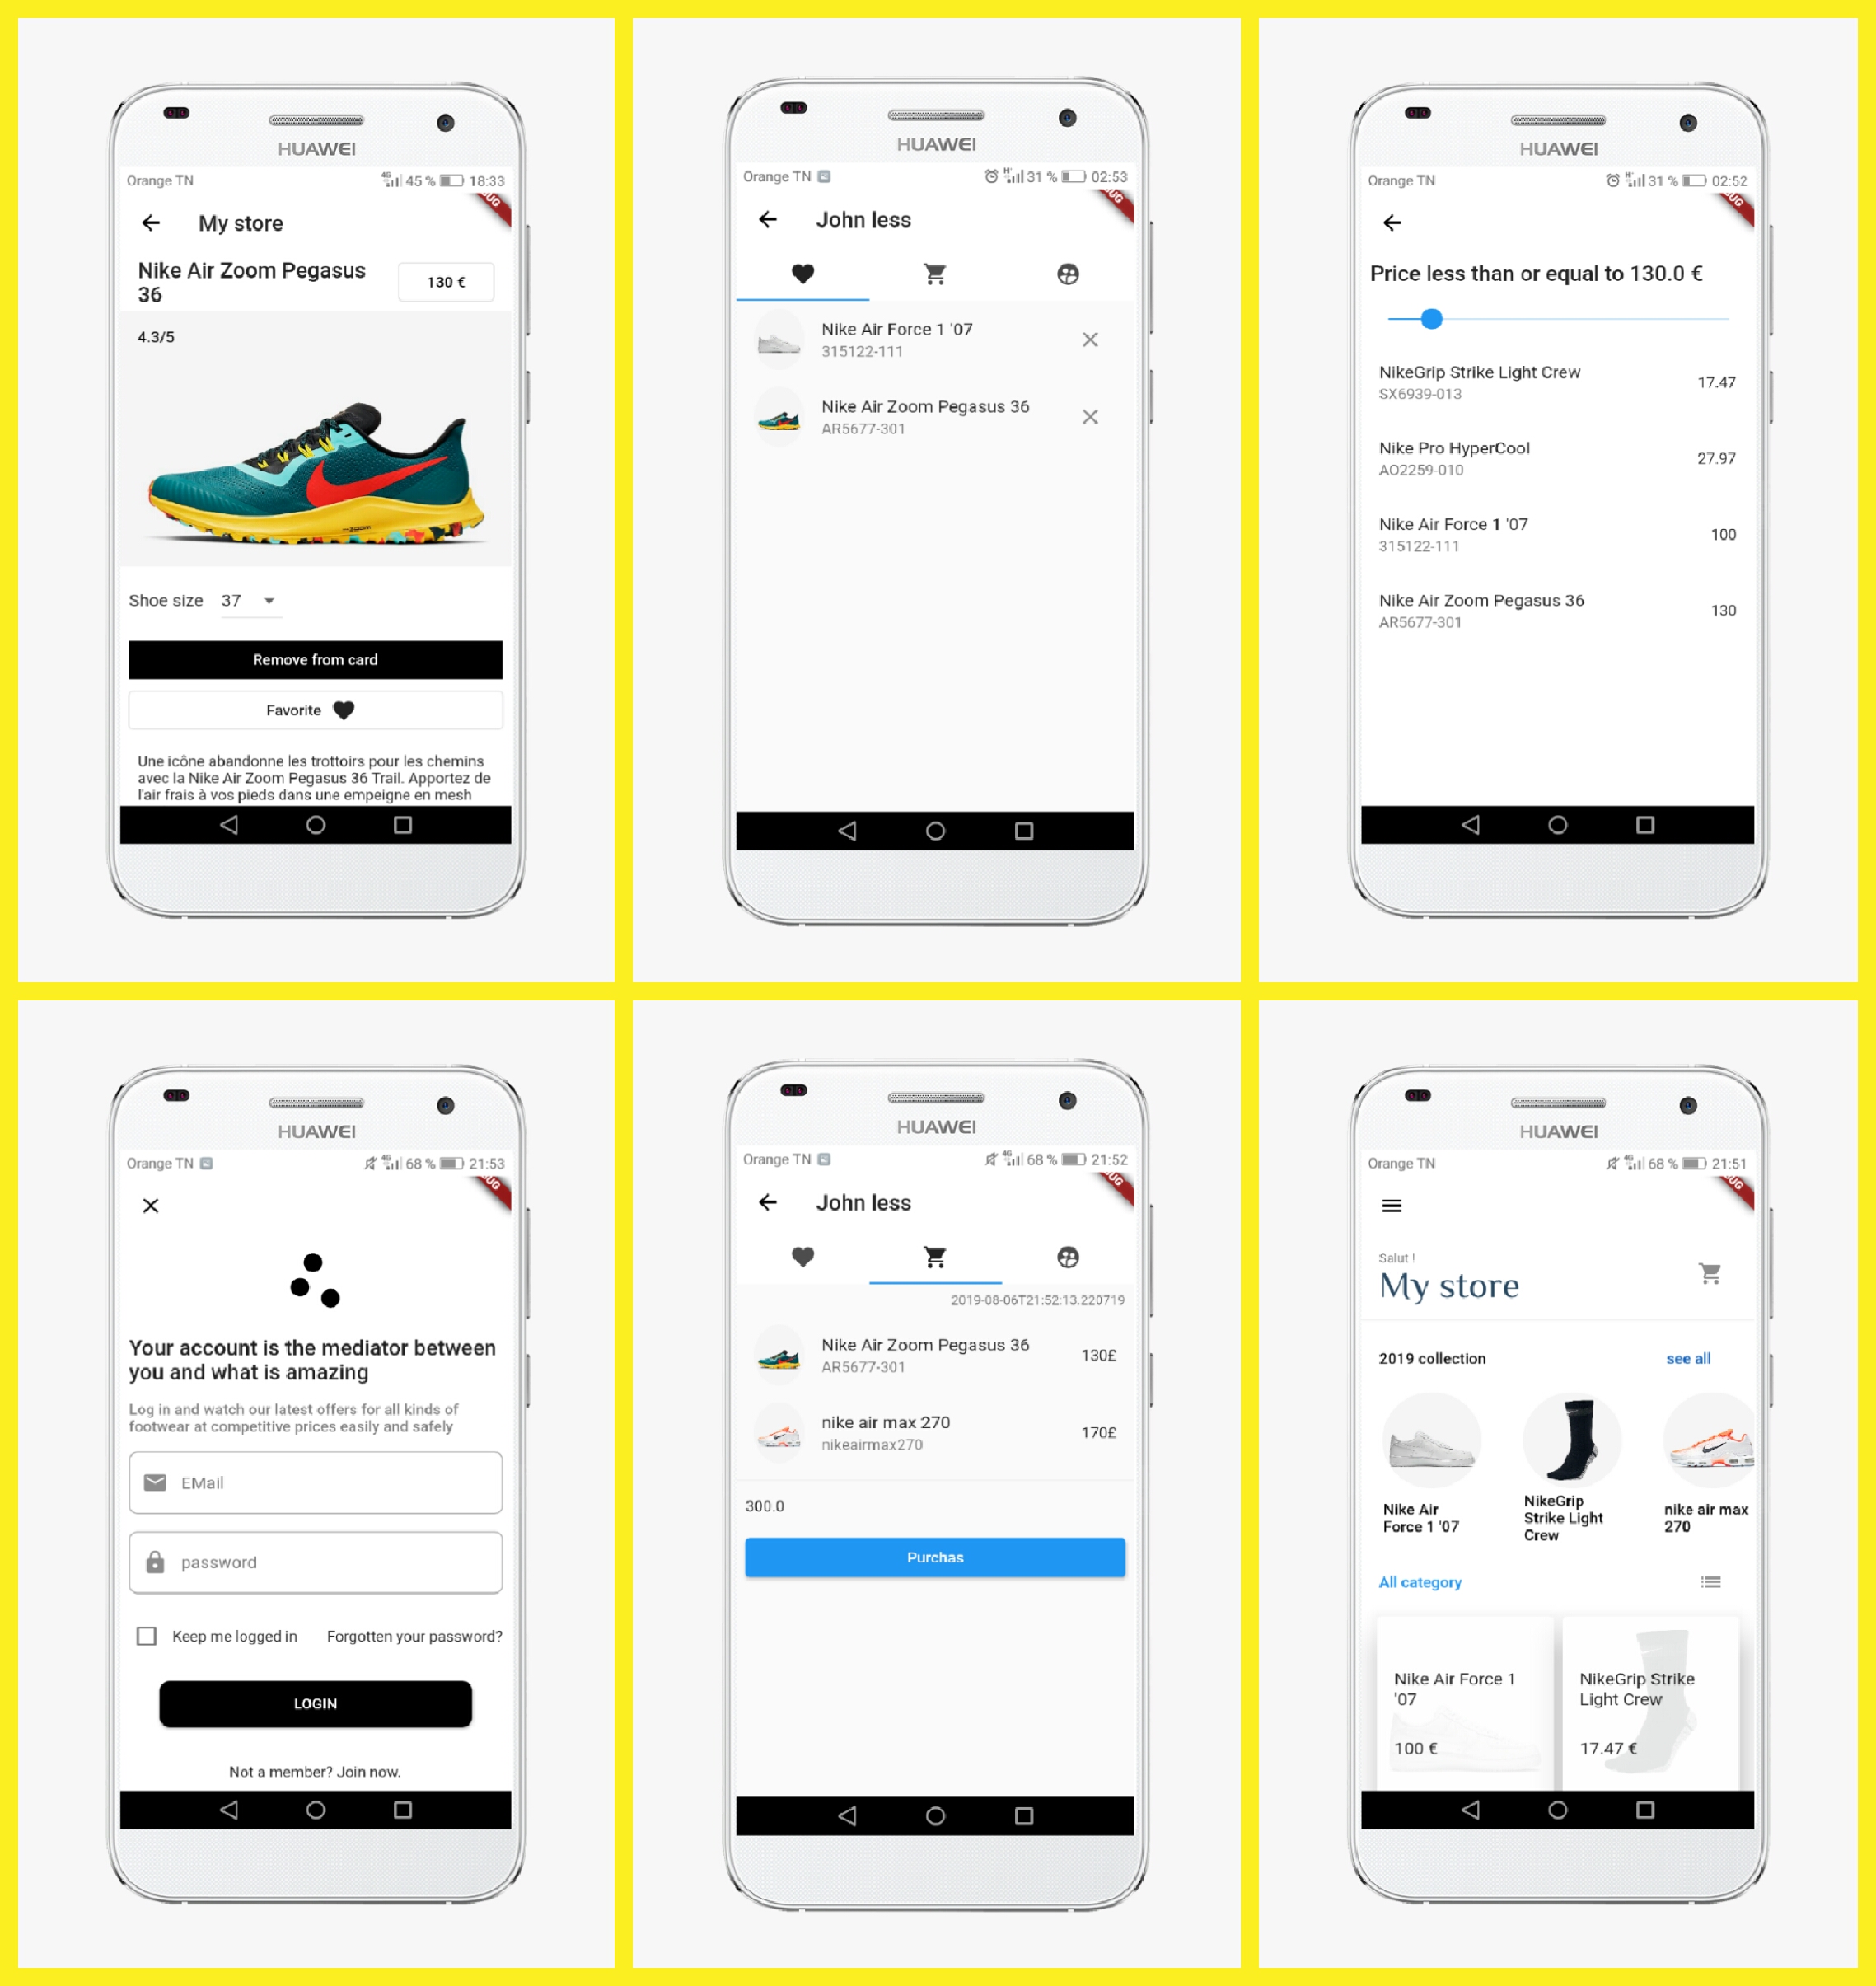 HUAWEI
Orange TN 4G 45 % 18:33
My store
Nike Air Zoom Pegasus
36
130 €
4.3/5
Shoe size 37
Remove from card
Favorite
Une icône abandonne les trottoirs pour les chemins
avec la Nike Air Zoom Pegasus 36 Trail. Apportez de
l'air frais à vos pieds dans une empeigne en mesh
HUAWEI
Orange TN 31 % 02:53
John less
Nike Air Force 1 '07
315122-111
Nike Air Zoom Pegasus 36
AR5677-301
HUAWEI
Orange TN 31 % 02:52
Price less than or equal to 130.0 €
NikeGrip Strike Light Crew
SX6939-013
17.47
Nike Pro HyperCool
AO2259-010
27.97
Nike Air Force 1 '07
315122-111
100
Nike Air Zoom Pegasus 36
AR5677-301
130
HUAWEI
Orange TN 4G 68 % 21:53
Your account is the mediator between
you and what is amazing
Log in and watch our latest offers for all kinds of
footwear at competitive prices easily and safely
EMail
password
Keep me logged in Forgotten your password?
LOGIN
Not a member? Join now.
HUAWEI
Orange TN 4G 68 % 21:52
John less
2019-08-06T21:52:13.220719
Nike Air Zoom Pegasus 36
AR5677-301
130£
nike air max 270
nikeairmax270
170£
300.0
Purchas
HUAWEI
Orange TN 4G 68 % 21:51
Salut !
My store
2019 collection see all
Nike Air
Force 1 '07
NikeGrip
Strike Light
Crew
nike air max
270
All category
Nike Air Force 1
'07
100 €
NikeGrip Strike
Light Crew
17.47 €